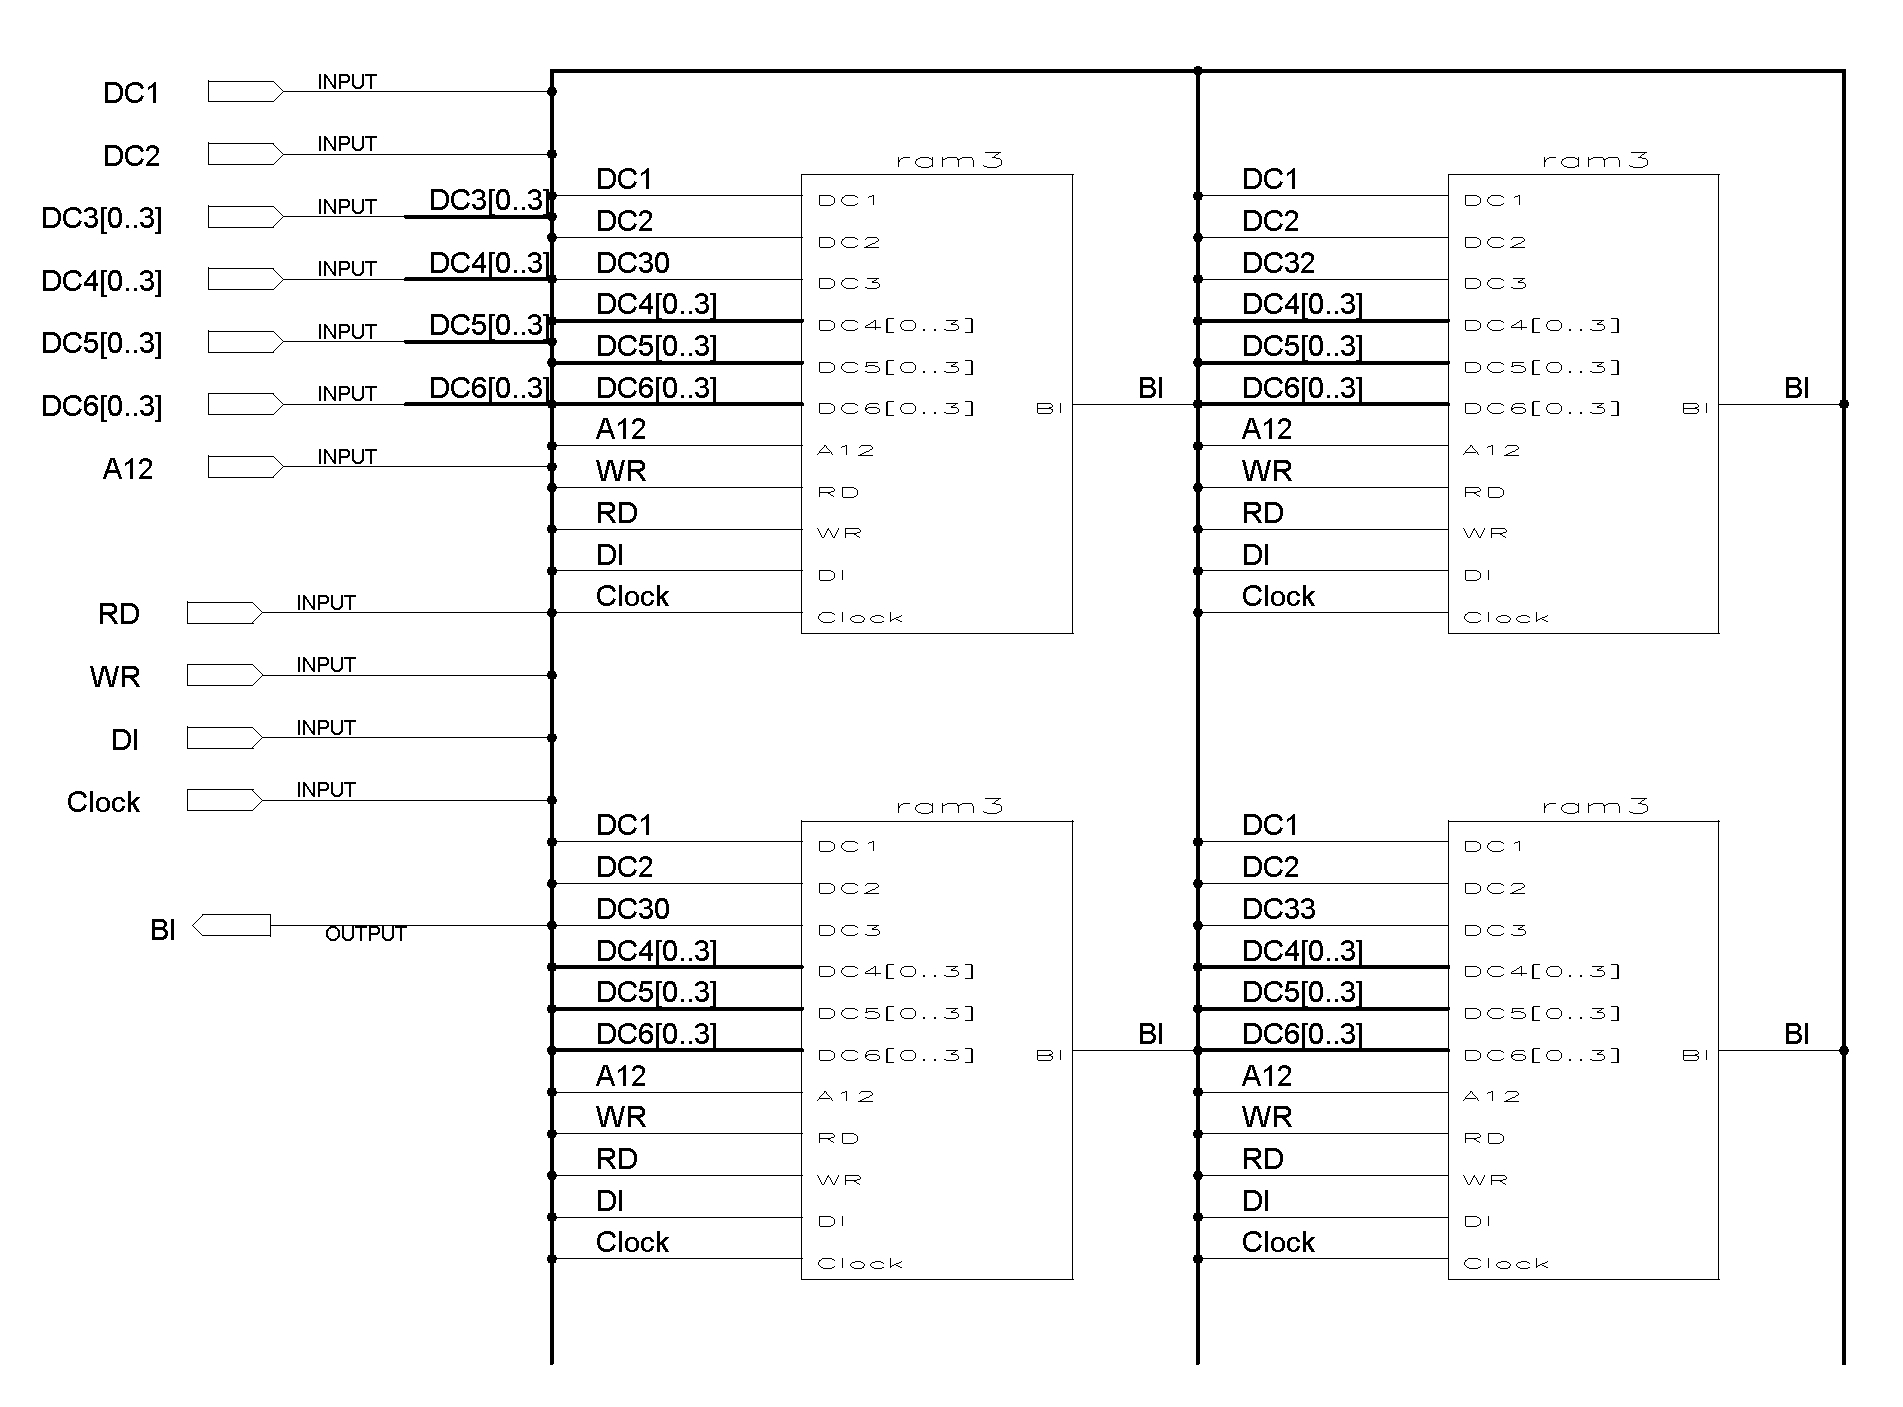 DC1 INPUT
DC2 INPUT
DC3[0..3] INPUT DC3[0..3]
DC4[0..3] INPUT DC4[0..3]
DC5[0..3] INPUT DC5[0..3]
DC6[0..3] INPUT DC6[0..3]
A12 INPUT
RD INPUT
WR INPUT
DI INPUT
Clock INPUT
BI OUTPUT
ram3
DC1 DC1
DC2 DC2
DC30 DC3
DC4[0..3] DC4[0..3]
DC5[0..3] DC5[0..3]
DC6[0..3] DC6[0..3] BI BI
A12 A12
WR RD
RD WR
DI DI
Clock Clock
ram3
DC1 DC1
DC2 DC2
DC32 DC3
DC4[0..3] DC4[0..3]
DC5[0..3] DC5[0..3]
DC6[0..3] DC6[0..3] BI BI
A12 A12
WR RD
RD WR
DI DI
Clock Clock
ram3
DC1 DC1
DC2 DC2
DC30 DC3
DC4[0..3] DC4[0..3]
DC5[0..3] DC5[0..3]
DC6[0..3] DC6[0..3] BI BI
A12 A12
WR RD
RD WR
DI DI
Clock Clock
ram3
DC1 DC1
DC2 DC2
DC33 DC3
DC4[0..3] DC4[0..3]
DC5[0..3] DC5[0..3]
DC6[0..3] DC6[0..3] BI BI
A12 A12
WR RD
RD WR
DI DI
Clock Clock